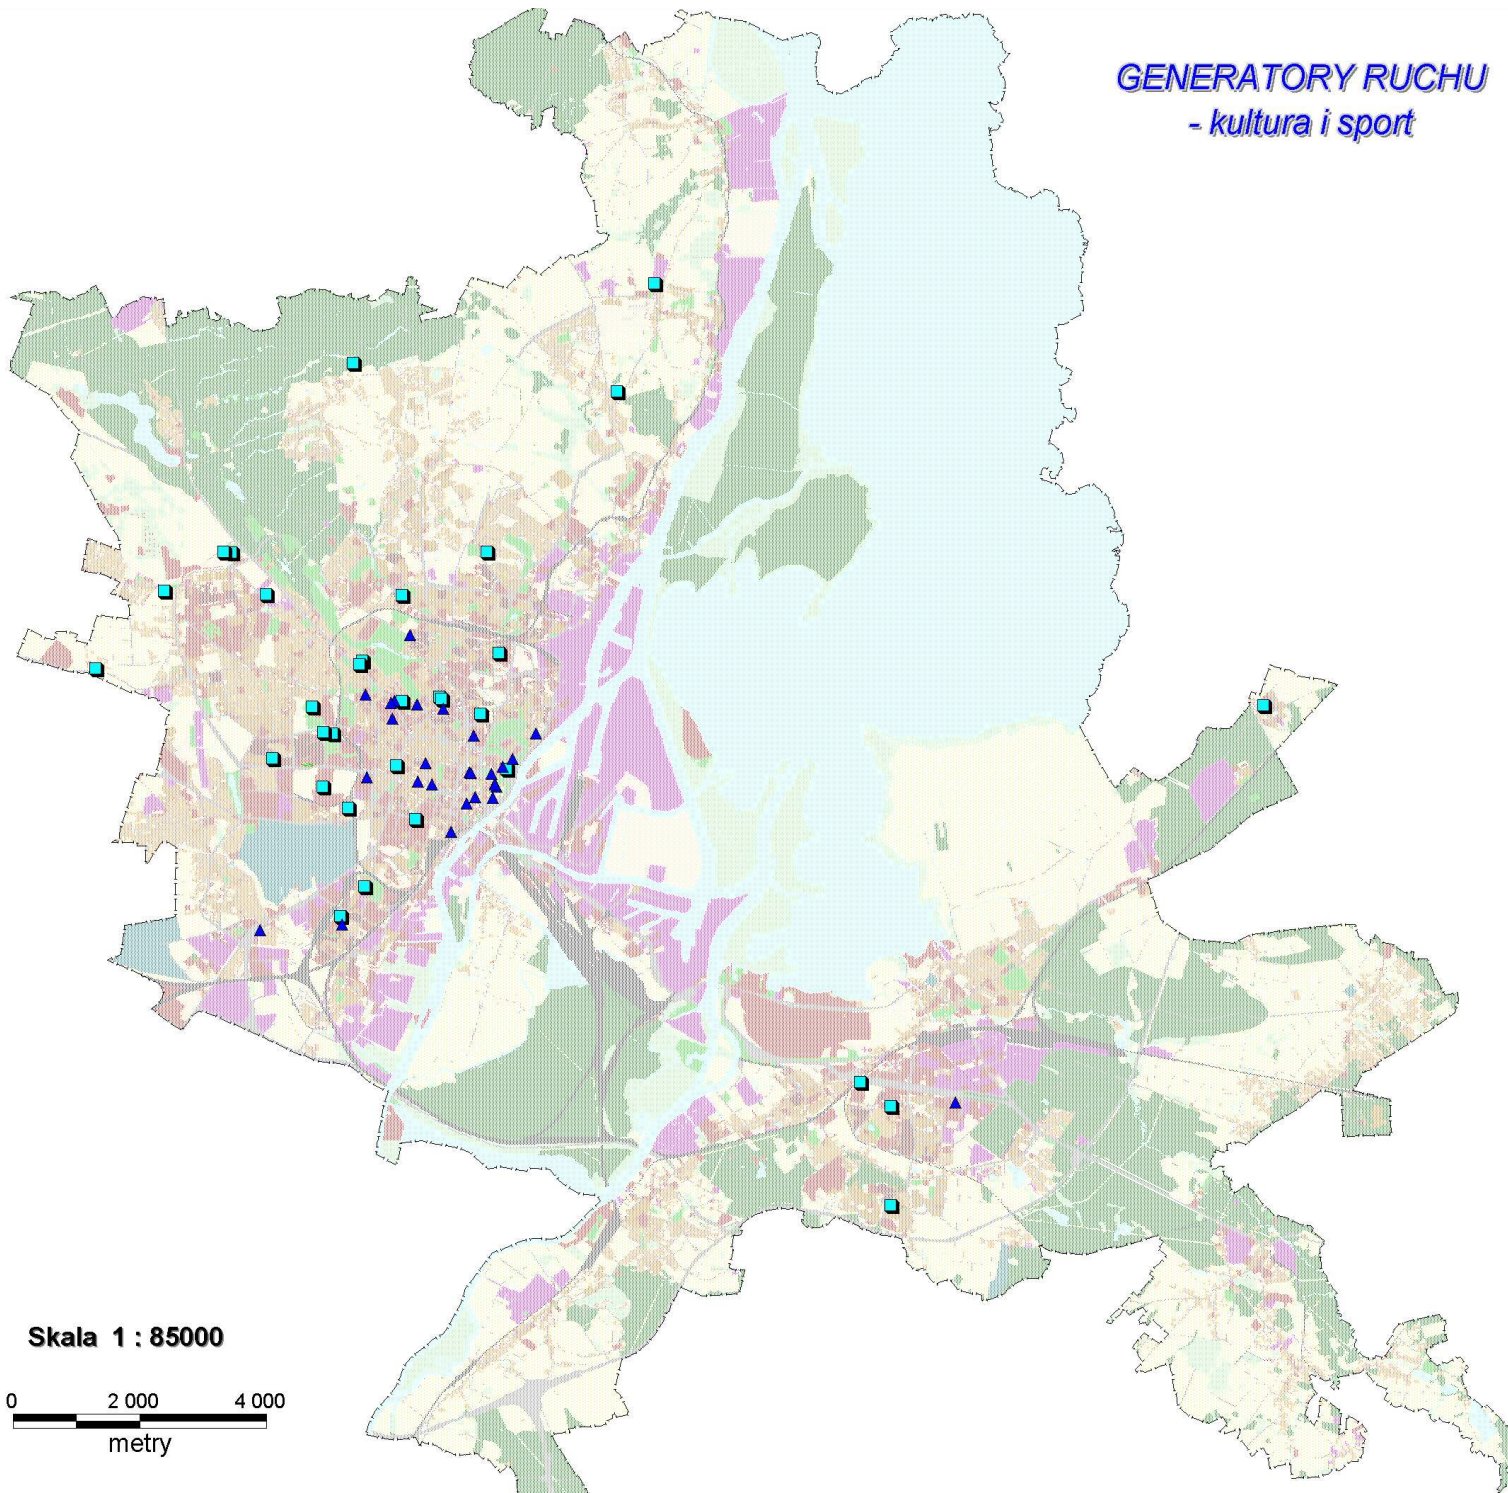 GENERATORY RUCHU
- kultura i sport
Skala 1 : 85000
0 2 000 4 000
metry